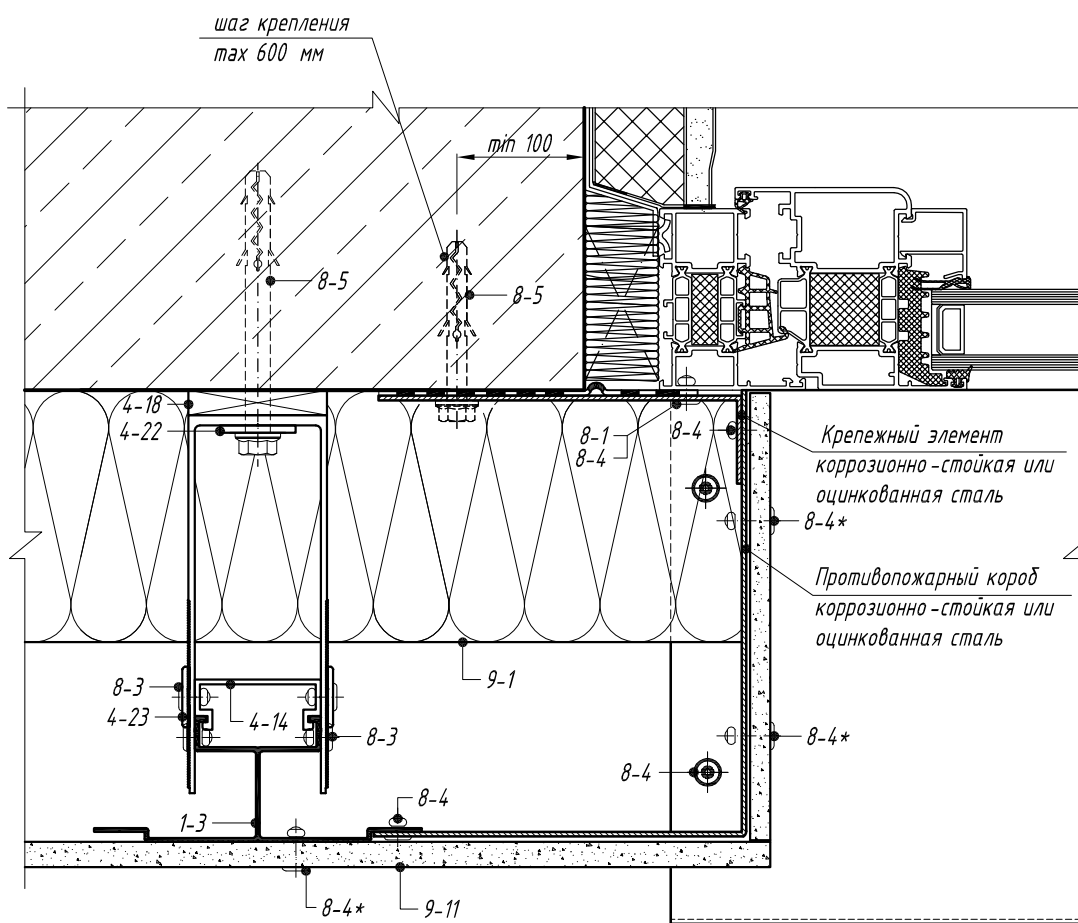 шаг крепления
max 600 мм
min 100
8-5
8-5
4-18
4-22
8-1
8-4
8-4
Крепежный элемент
коррозионно-стойкая или
оцинкованная сталь
8-4*
Противопожарный короб
коррозионно-стойкая или
оцинкованная сталь
9-1
8-3
4-23
4-14
8-3
8-4*
8-4
8-4
1-3
8-4*
9-11